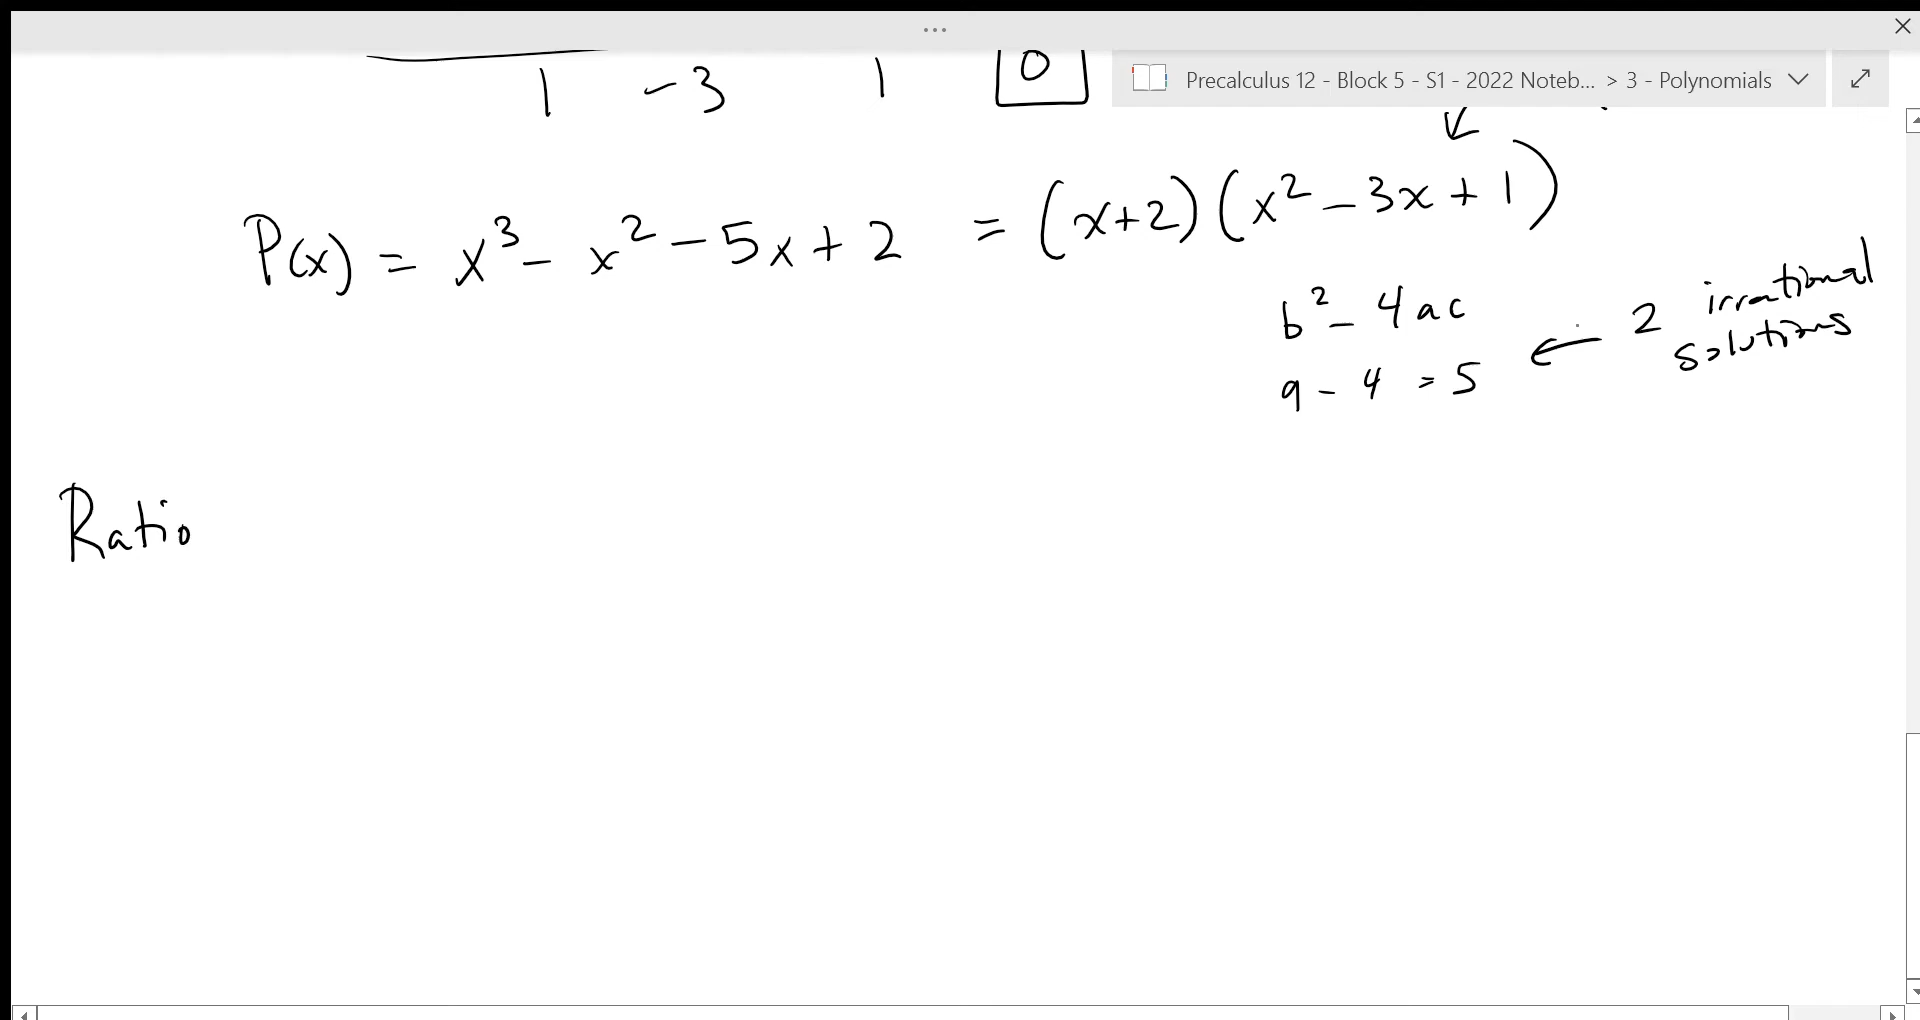 ...
1 -3 1 0
Precalculus 12 - Block 5 - S1 - 2022 Noteb... > 3 - Polynomials
P(x) = x³ - x² - 5x + 2 = (x+2)(x² - 3x + 1)
b² - 4ac
9 - 4 = 5 ← 2 irrational solutions
Ratio